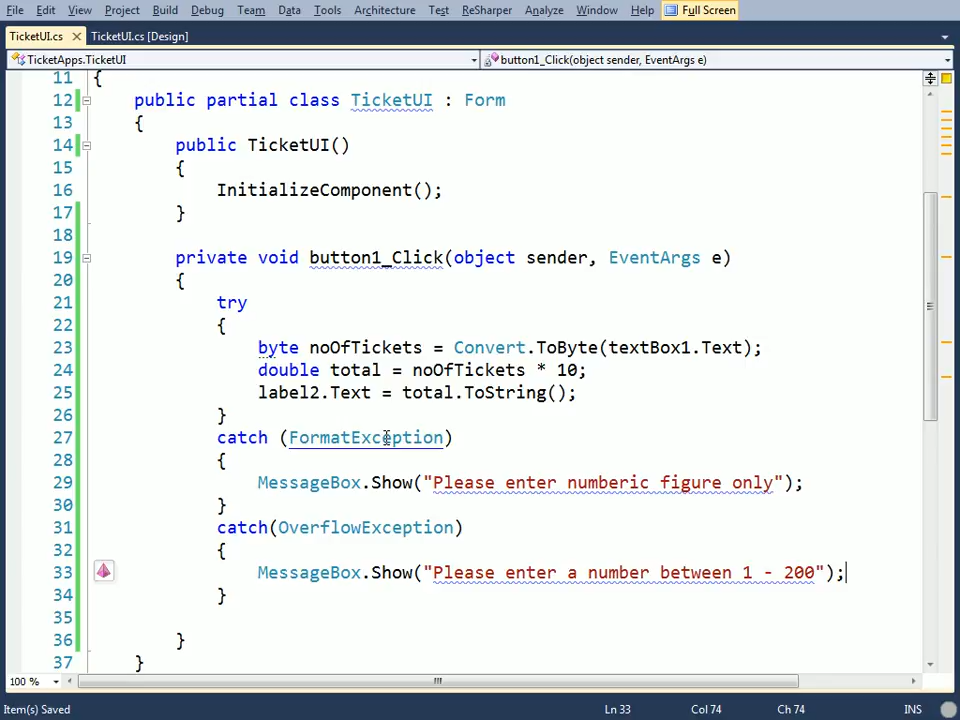 File Edit View Project Build Debug Team Data Tools Architecture Test ReSharper Analyze Window Help Full Screen
TicketUI.cs TicketUI.cs [Design]
TicketApps.TicketUI button1_Click(object sender, EventArgs e)
11 {
12 public partial class TicketUI : Form
13 {
14 public TicketUI()
15 {
16 InitializeComponent();
17 }
18
19 private void button1_Click(object sender, EventArgs e)
20 {
21 try
22 {
23 byte noOfTickets = Convert.ToByte(textBox1.Text);
24 double total = noOfTickets * 10;
25 label2.Text = total.ToString();
26 }
27 catch (FormatException)
28 {
29 MessageBox.Show("Please enter numberic figure only");
30 }
31 catch(OverflowException)
32 {
33 MessageBox.Show("Please enter a number between 1 - 200");
34 }
35
36 }
37 }
100 %
Item(s) Saved Ln 33 Col 74 Ch 74 INS